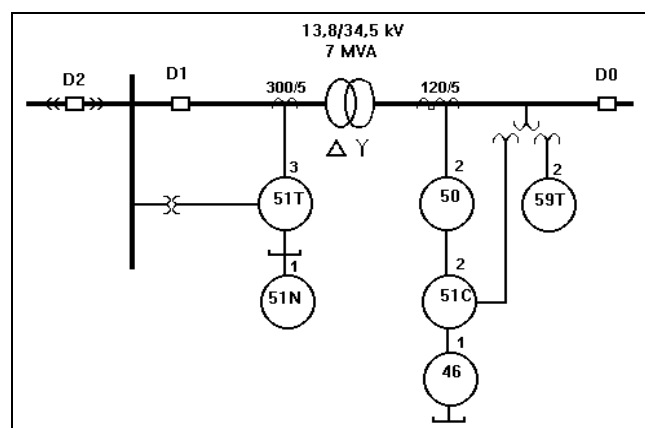 13,8/34,5 kV
7 MVA
D2
D1
300/5
120/5
D0
Δ Y
3
51T
2
50
2
59T
1
51N
2
51C
1
46